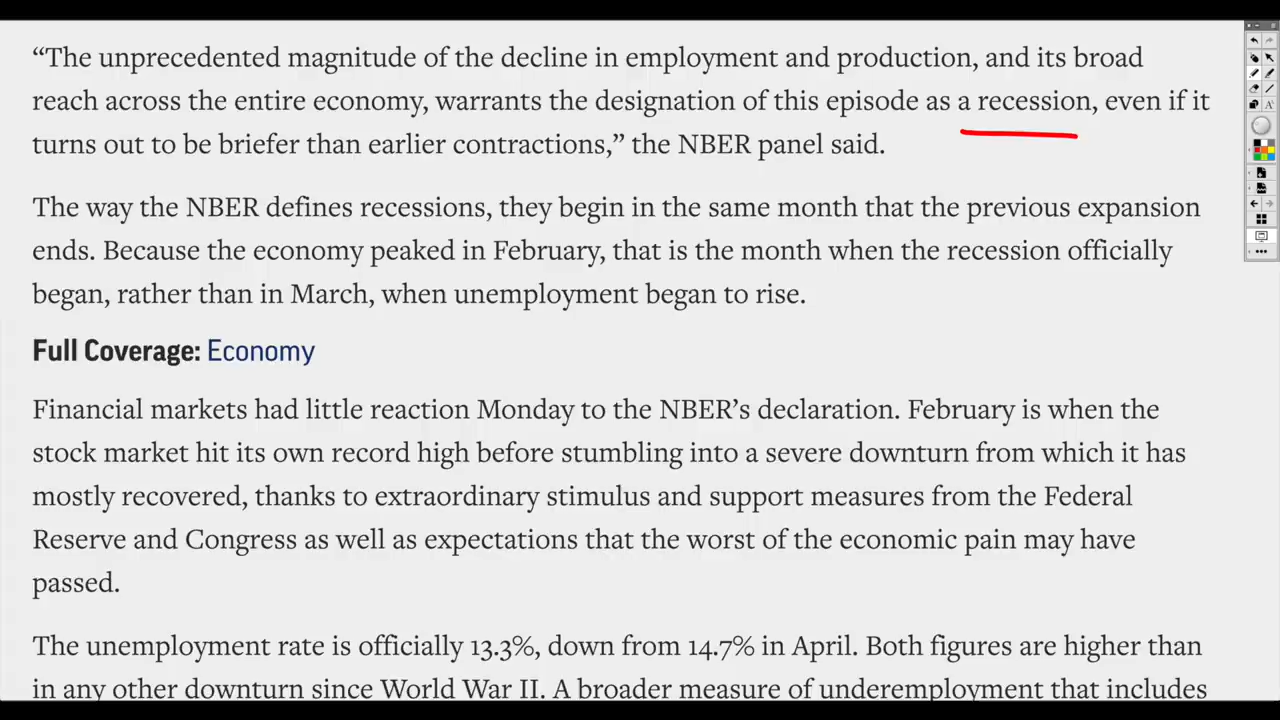 “The unprecedented magnitude of the decline in employment and production, and its broad
reach across the entire economy, warrants the designation of this episode as a recession, even if it
turns out to be briefer than earlier contractions,” the NBER panel said.
The way the NBER defines recessions, they begin in the same month that the previous expansion
ends. Because the economy peaked in February, that is the month when the recession officially
began, rather than in March, when unemployment began to rise.
Full Coverage: Economy
Financial markets had little reaction Monday to the NBER’s declaration. February is when the
stock market hit its own record high before stumbling into a severe downturn from which it has
mostly recovered, thanks to extraordinary stimulus and support measures from the Federal
Reserve and Congress as well as expectations that the worst of the economic pain may have
passed.
The unemployment rate is officially 13.3%, down from 14.7% in April. Both figures are higher than
in any other downturn since World War II. A broader measure of underemployment that includes